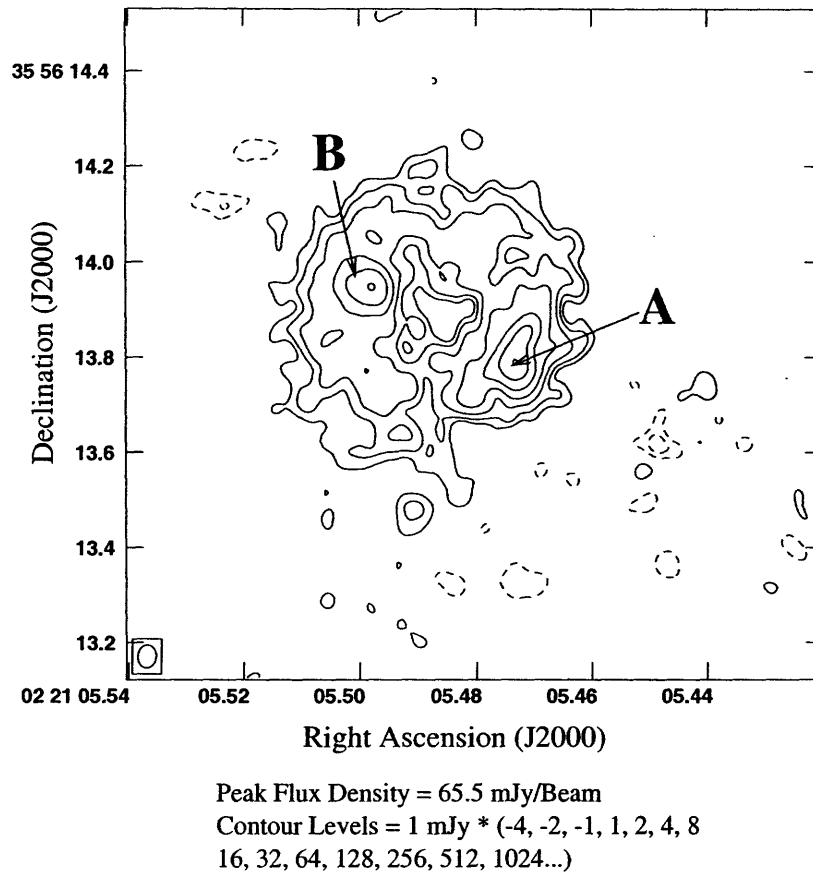 35 56 14.4
14.2
14.0
13.8
13.6
13.4
13.2
Declination (J2000)
B
A
02 21 05.54
05.52
05.50
05.48
05.46
05.44
Right Ascension (J2000)
Peak Flux Density = 65.5 mJy/Beam
Contour Levels = 1 mJy * (-4, -2, -1, 1, 2, 4, 8
16, 32, 64, 128, 256, 512, 1024...)